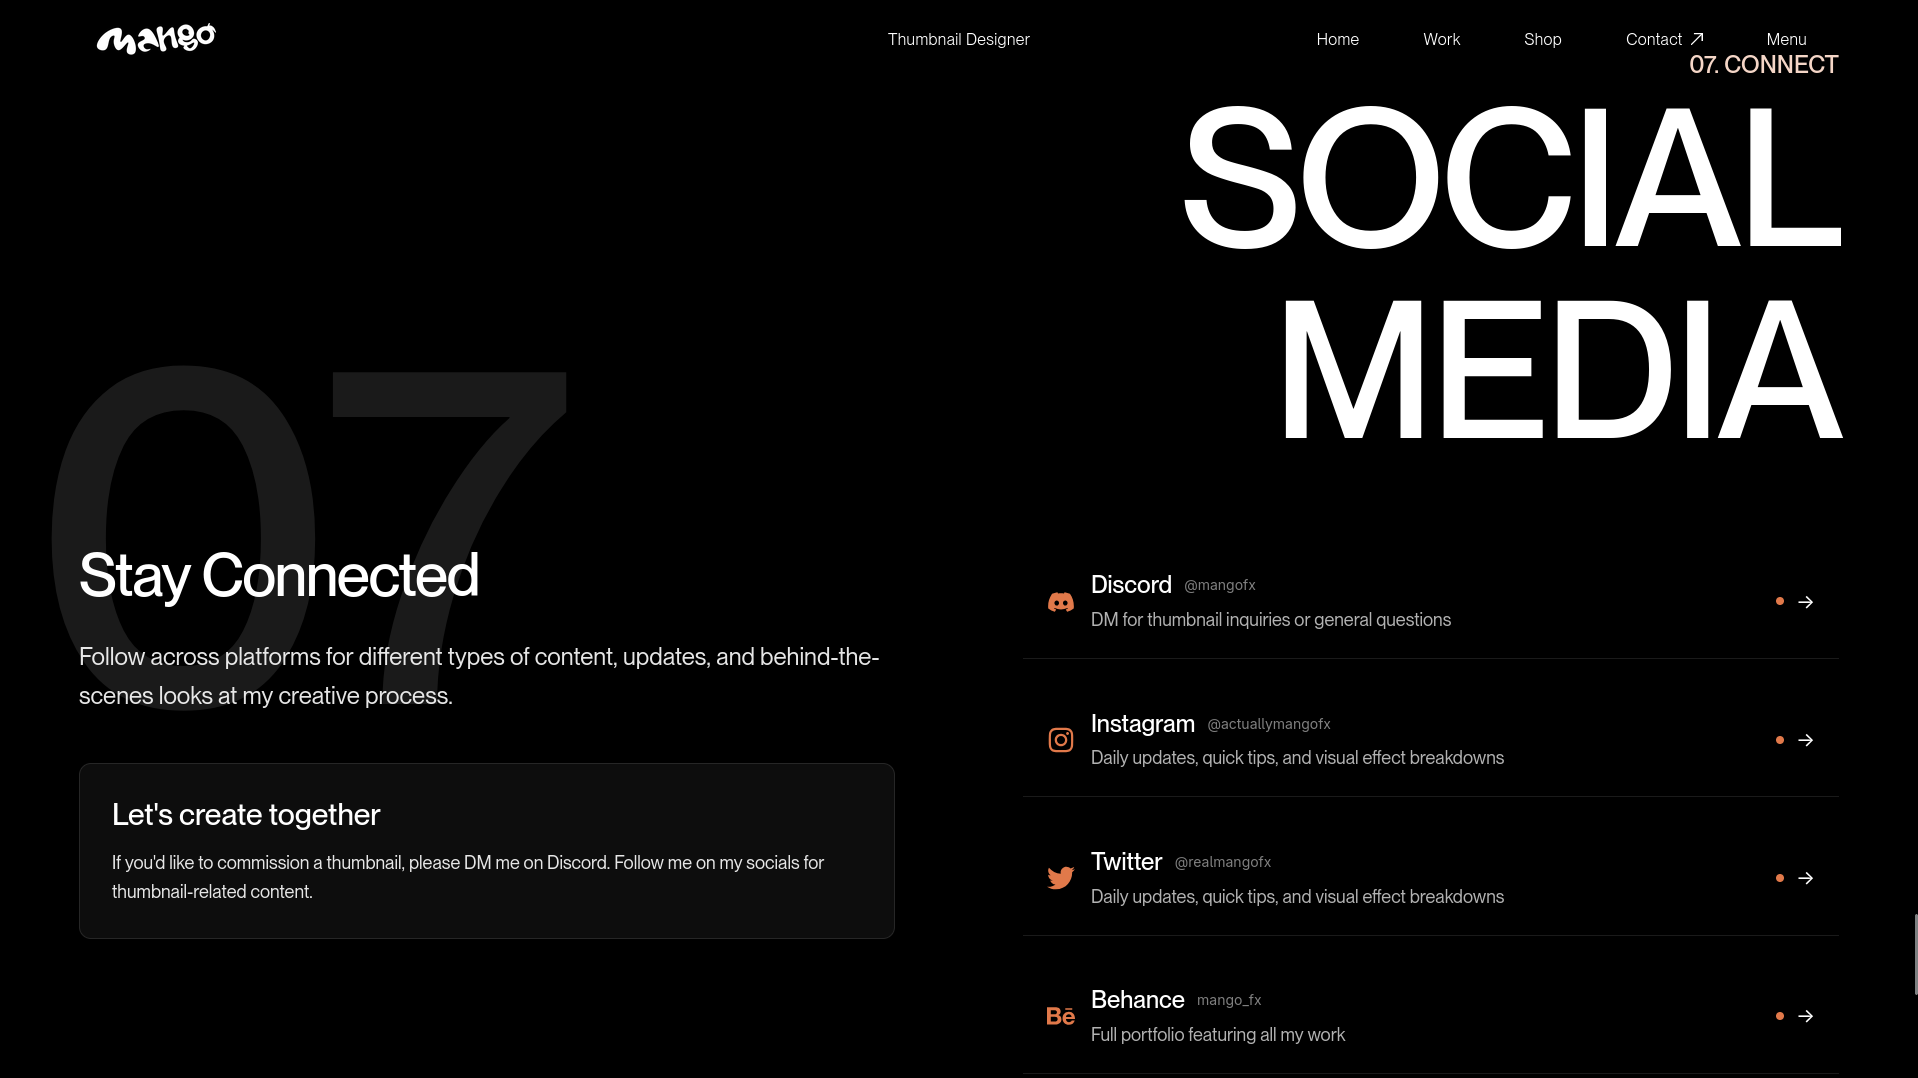 mango
Thumbnail Designer
Home
Work
Shop
Contact
Menu
07. CONNECT
SOCIAL
MEDIA
07
Stay Connected
Follow across platforms for different types of content, updates, and behind-the-
scenes looks at my creative process.
Let's create together
If you'd like to commission a thumbnail, please DM me on Discord. Follow me on my socials for
thumbnail-related content.
Discord @mangofx
DM for thumbnail inquiries or general questions
Instagram @actuallymangofx
Daily updates, quick tips, and visual effect breakdowns
Twitter @realmangofx
Daily updates, quick tips, and visual effect breakdowns
Bē
Behance mango_fx
Full portfolio featuring all my work